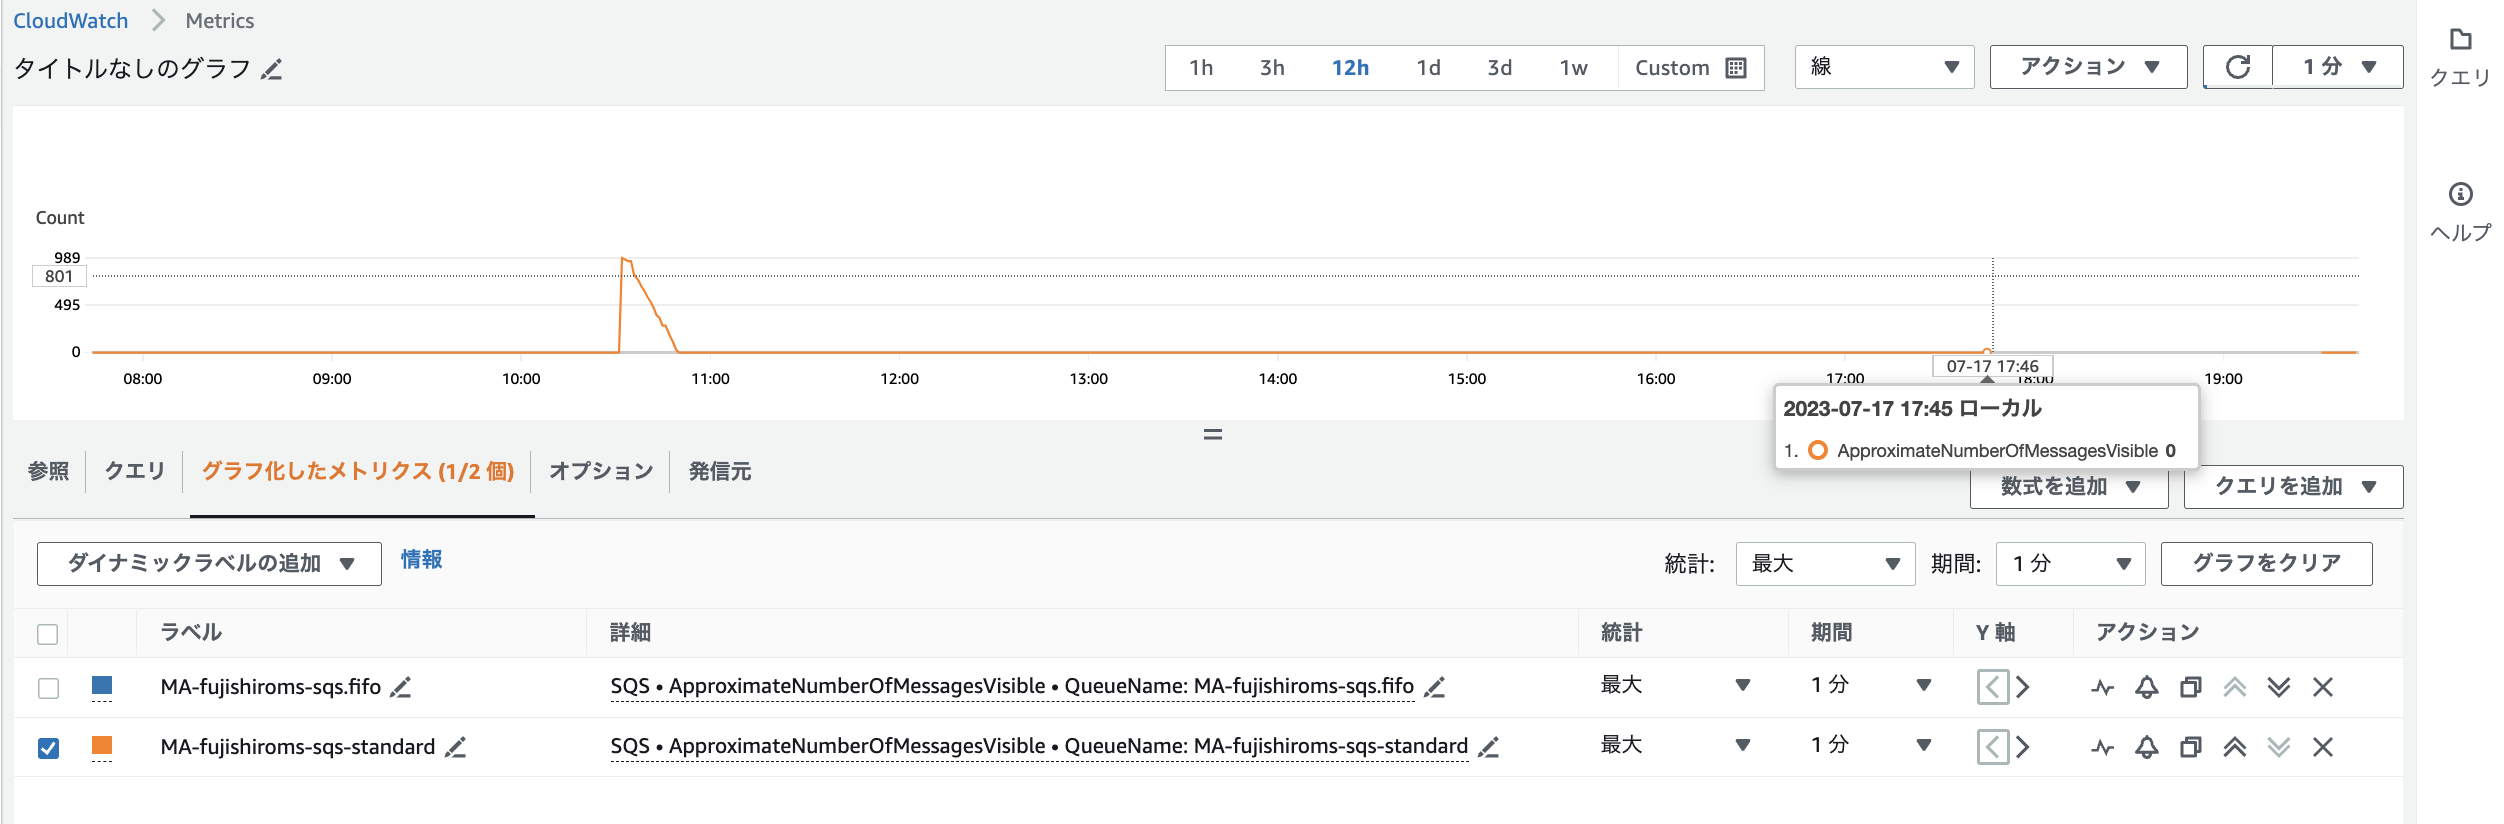 CloudWatch > Metrics
タイトルなしのグラフ
1h 3h 12h 1d 3d 1w Custom 線 アクション 1 分
クエリ
ヘルプ
Count
989
801
495
0
08:00 09:00 10:00 11:00 12:00 13:00 14:00 15:00 16:00 17:00 18:00 19:00
07-17 17:46
2023-07-17 17:45 ローカル
1. ApproximateNumberOfMessagesVisible 0
参照 クエリ グラフ化したメトリクス (1/2 個) オプション 発信元 数式を追加 クエリを追加
ダイナミックラベルの追加 情報 統計: 最大 期間: 1 分 グラフをクリア
ラベル 詳細 統計 期間 Y 軸 アクション
MA-fujishiroms-sqs.fifo SQS • ApproximateNumberOfMessagesVisible • QueueName: MA-fujishiroms-sqs.fifo 最大 1 分
MA-fujishiroms-sqs-standard SQS • ApproximateNumberOfMessagesVisible • QueueName: MA-fujishiroms-sqs-standard 最大 1 分